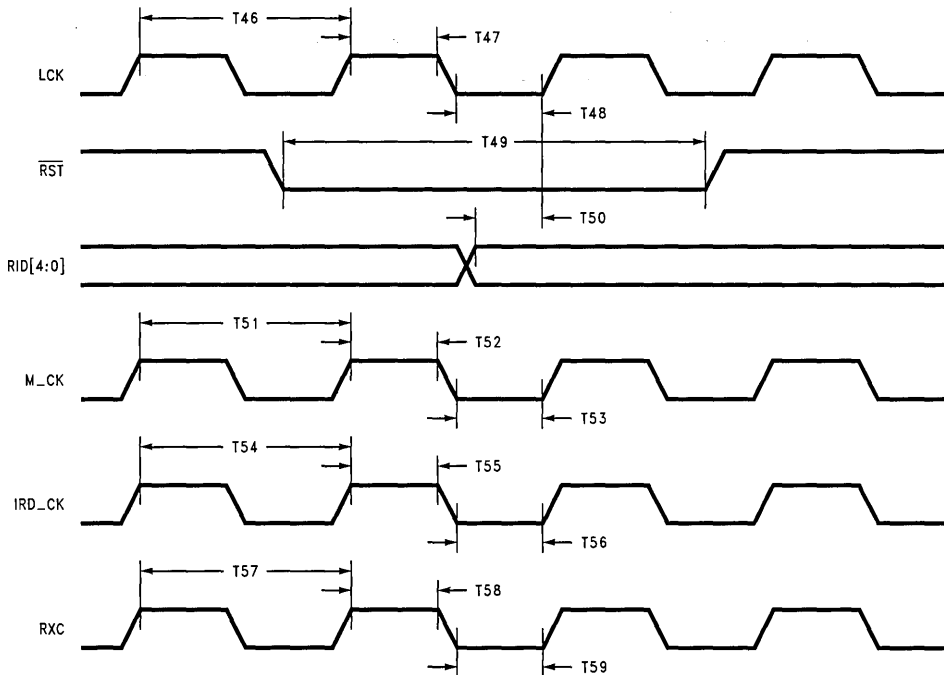 T46
T47
LCK
T48
T49
RST
T50
RID[4:0]
T51
T52
M_CK
T53
T54
T55
IRD_CK
T56
T57
T58
RXC
T59